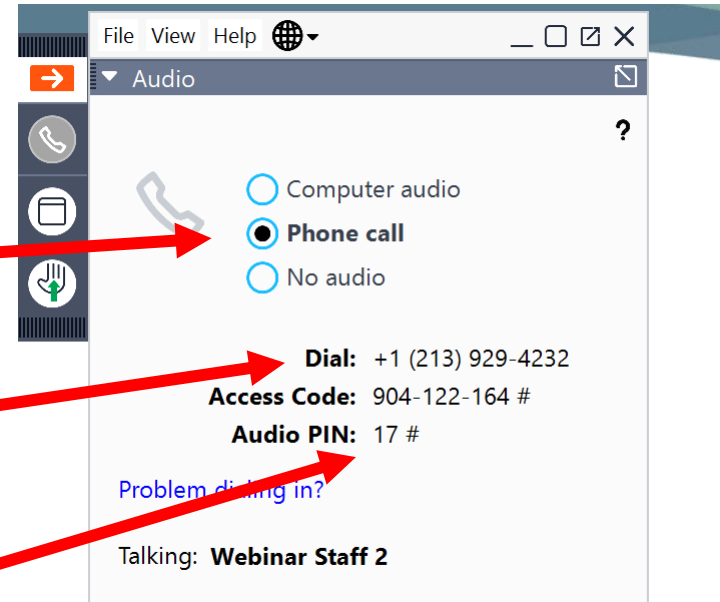 File View Help
Audio
?
Computer audio
Phone call
No audio
Dial: +1 (213) 929-4232
Access Code: 904-122-164 #
Audio PIN: 17 #
Problem dialing in?
Talking: Webinar Staff 2